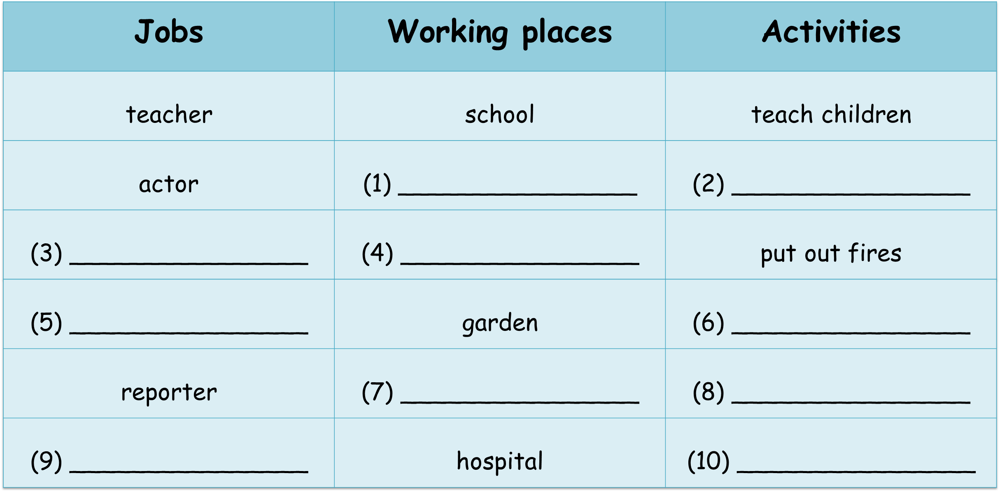 Jobs Working places Activities
teacher school teach children
actor (1) ________________ (2) ________________
(3) ________________ (4) ________________ put out fires
(5) ________________ garden (6) ________________
reporter (7) ________________ (8) ________________
(9) ________________ hospital (10) ________________